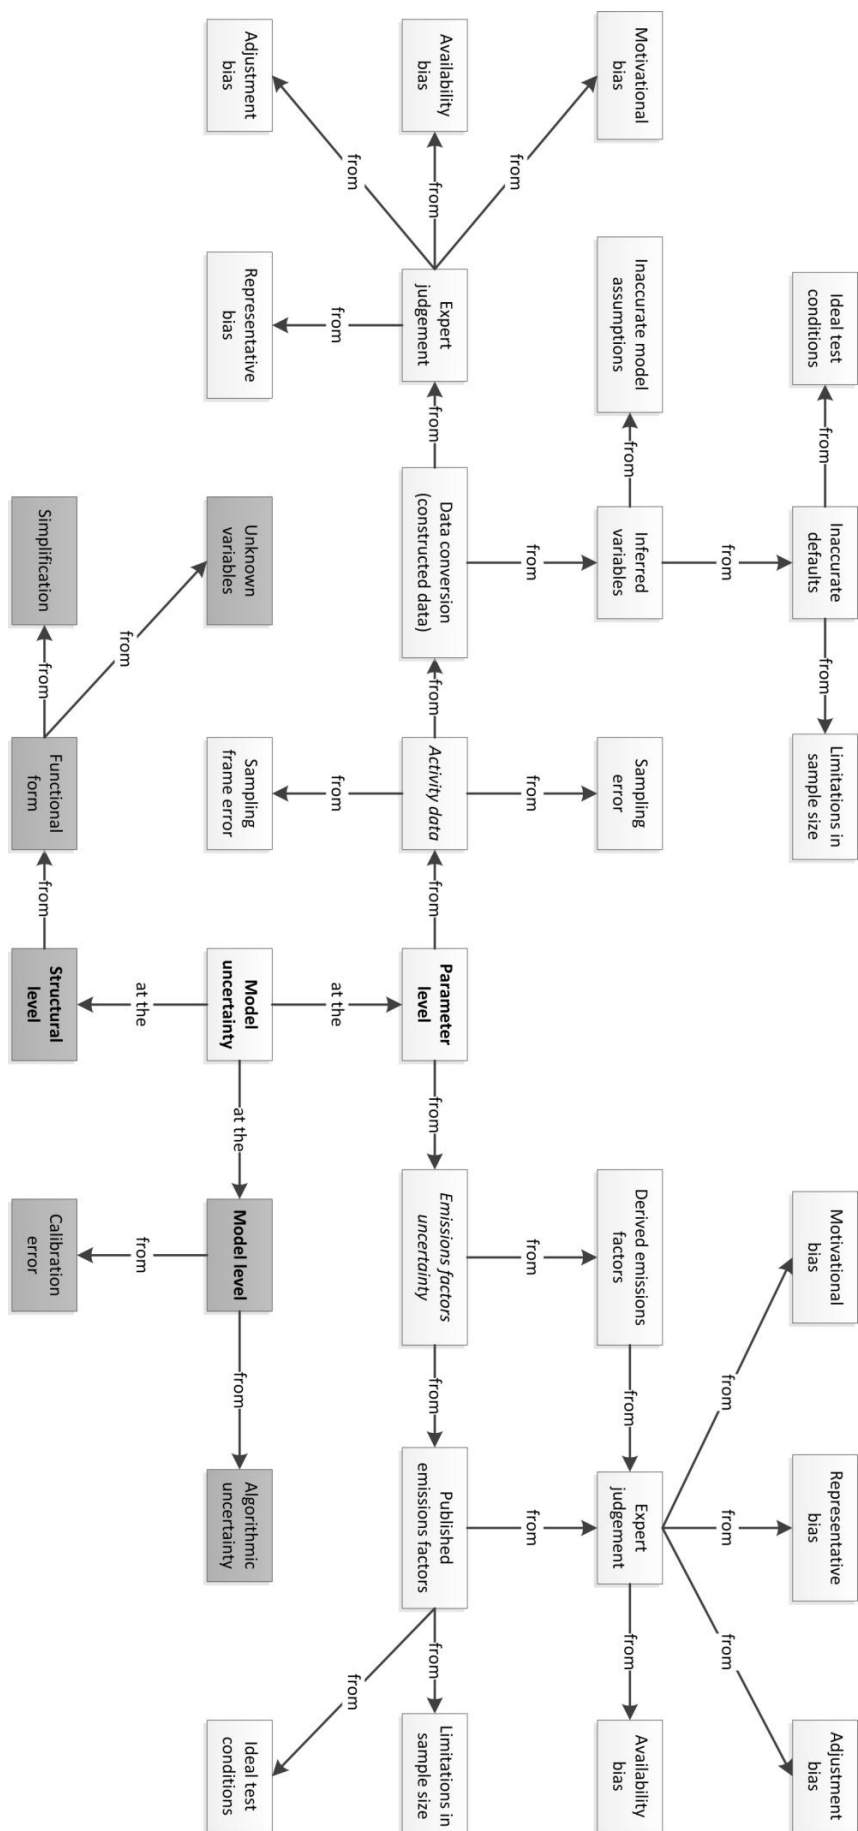 Ideal test
conditions
from
Inaccurate
defaults
from
Limitations in
sample size
Motivational
bias
Representative
bias
Adjustment
bias
from
from
from
from
Motivational
bias
Inaccurate model
assumptions
from
Inferred
variables
Sampling
error
Derived emissions
factors
from
Expert
judgement
from
Availability
bias
from
from
from
from
from
Availability
bias
from
Expert
judgement
from
Data conversion
(constructed data)
from
Activity data
from
Parameter
level
from
Emissions factors
uncertainty
from
Published
emissions factors
from
Limitations in
sample size
from
from
from
at the
from
Adjustment
bias
Representative
bias
Unknown
variables
Sampling
frame error
Model
uncertainty
at the
Model level
from
Algorithmic
uncertainty
Ideal test
conditions
from
at the
from
Simplification
from
Functional
form
from
Structural
level
Calibration
error